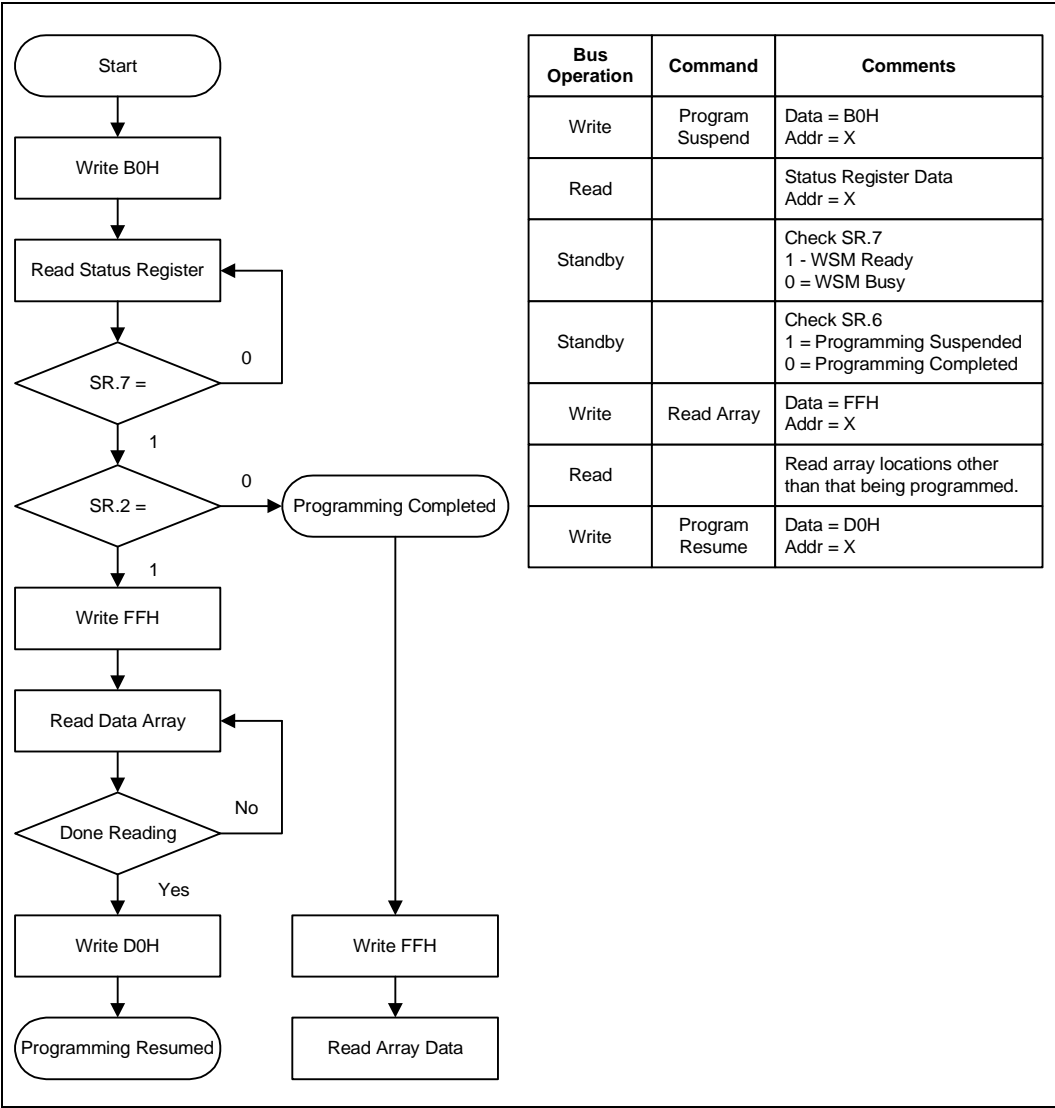 Start
Write B0H
Read Status Register
0
SR.7 =
1
0
SR.2 =
Programming Completed
1
Write FFH
Read Data Array
No
Done Reading
Yes
Write D0H
Write FFH
Programming Resumed
Read Array Data
Bus
Operation
Command
Comments
Write
Program
Suspend
Data = B0H
Addr = X
Read
Status Register Data
Addr = X
Standby
Check SR.7
1 - WSM Ready
0 = WSM Busy
Standby
Check SR.6
1 = Programming Suspended
0 = Programming Completed
Write
Read Array
Data = FFH
Addr = X
Read
Read array locations other
than that being programmed.
Write
Program
Resume
Data = D0H
Addr = X